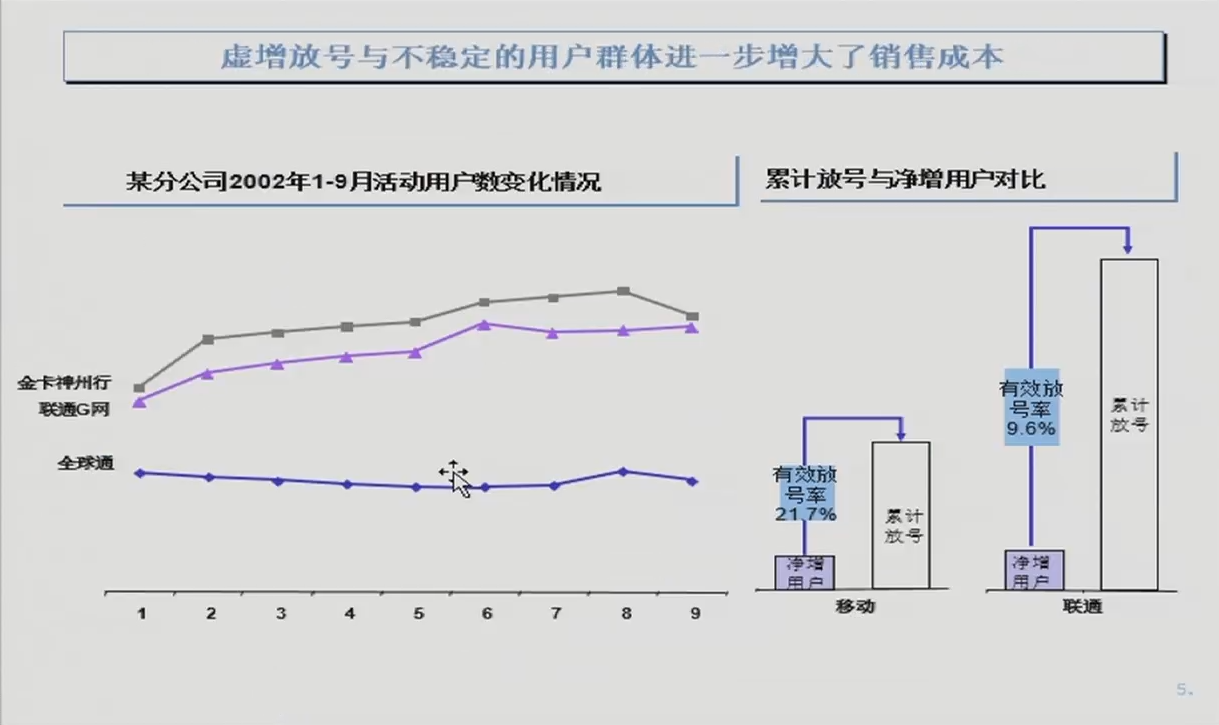 虚增放号与不稳定的用户群体进一步增大了销售成本
某分公司2002年1-9月活动用户数变化情况
累计放号与净增用户对比
金卡神州行
联通G网
全球通
1 2 3 4 5 6 7 8 9
有效放
号率
21.7%
净增
用户
累计
放号
移动
有效放
号率
9.6%
净增
用户
累计
放号
联通
5.